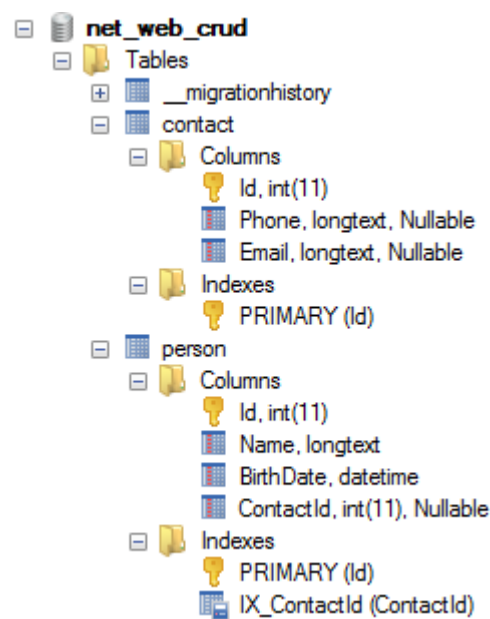 net_web_crud
Tables
__migrationhistory
contact
Columns
Id, int(11)
Phone, longtext, Nullable
Email, longtext, Nullable
Indexes
PRIMARY (Id)
person
Columns
Id, int(11)
Name, longtext
BirthDate, datetime
ContactId, int(11), Nullable
Indexes
PRIMARY (Id)
IX_ContactId (ContactId)